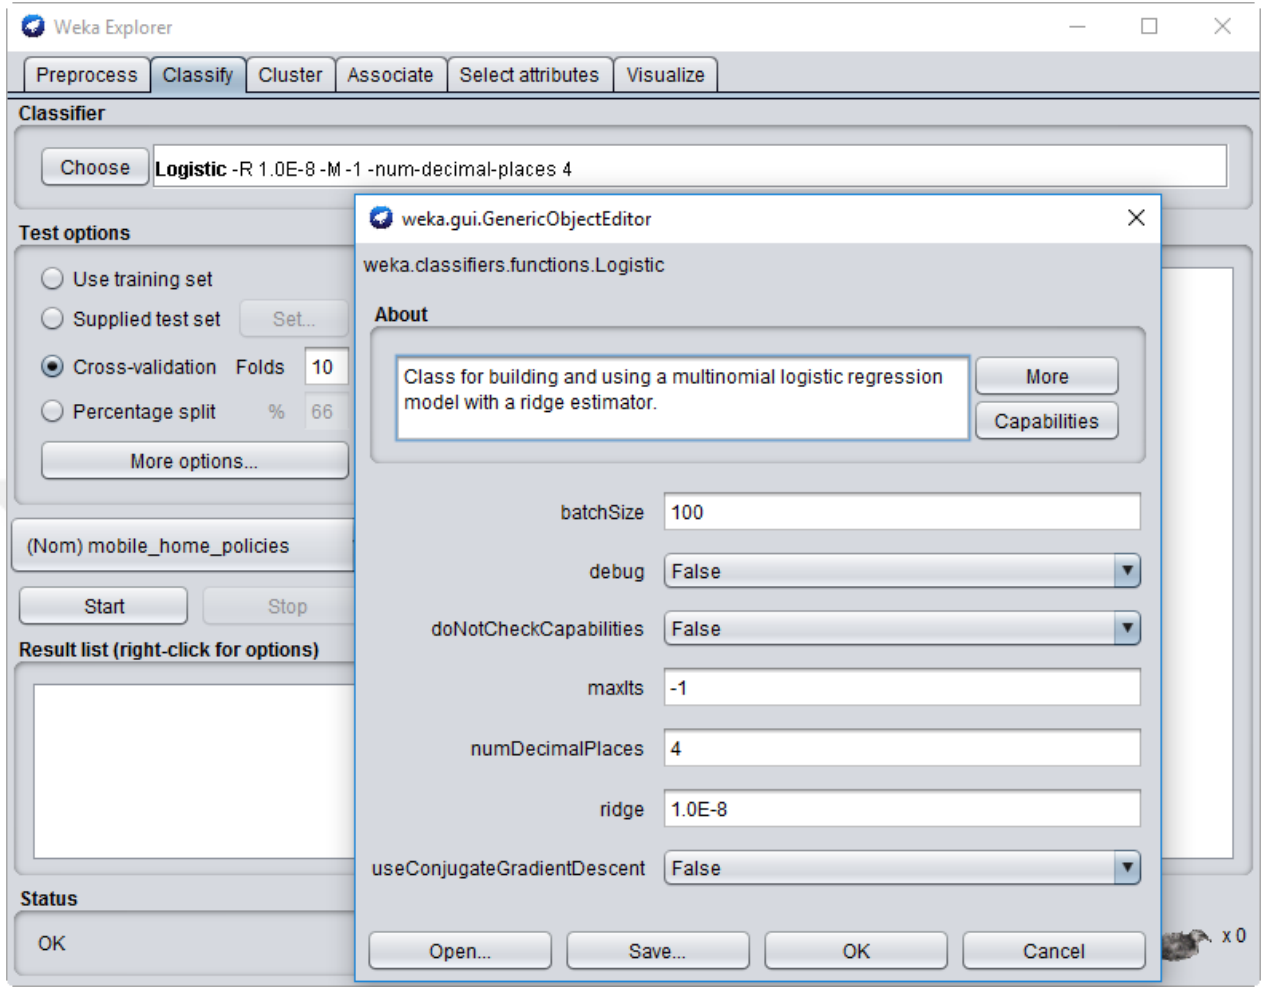 Weka Explorer
Preprocess Classify Cluster Associate Select attributes Visualize
Classifier
Choose Logistic -R 1.0E-8 -M -1 -num-decimal-places 4
Test options
Use training set
Supplied test set Set...
Cross-validation Folds 10
Percentage split % 66
More options...
(Nom) mobile_home_policies
Start Stop
Result list (right-click for options)
Status
OK
weka.gui.GenericObjectEditor
weka.classifiers.functions.Logistic
About
Class for building and using a multinomial logistic regression
model with a ridge estimator.
More
Capabilities
batchSize 100
debug False
doNotCheckCapabilities False
maxIts -1
numDecimalPlaces 4
ridge 1.0E-8
useConjugateGradientDescent False
Open... Save... OK Cancel
x 0